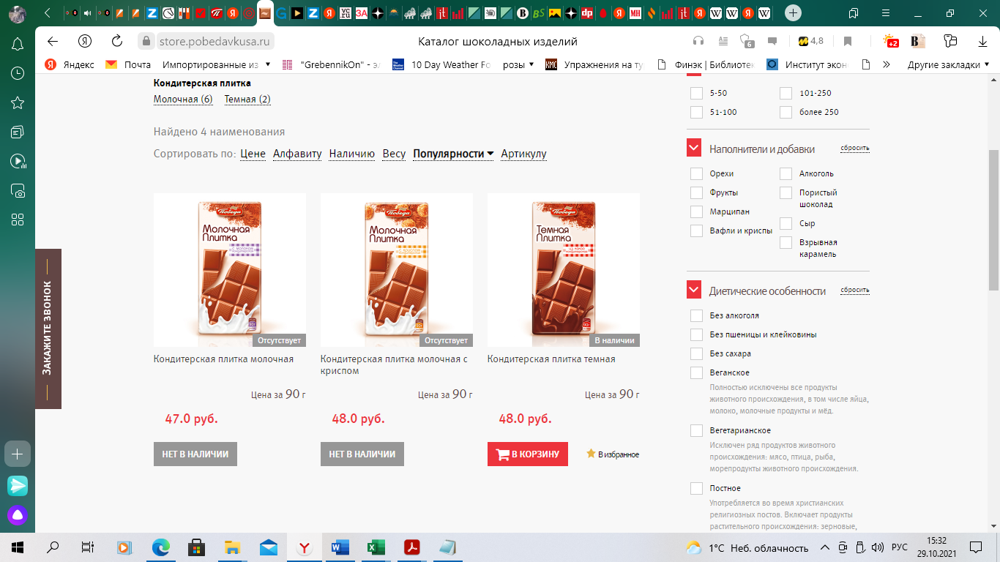 store.pobedavkusa.ru
Каталог шоколадных изделий
6
4,8
+2
Яндекс
Почта
Импортированные из
"GrebennikOn" - эл
10 Day Weather Fo
розы
Упражнения на ту
Финэк | Библиотек
Институт экон
Другие закладки
Кондитерская плитка
Молочная (6) Темная (2)
Найдено 4 наименования
Сортировать по: Цене Алфавиту Наличию Весу Популярности Артикулу
Победа
Молочная
Плитка
Отсутствует
Кондитерская плитка молочная
Цена за 90 г
47.0 руб.
НЕТ В НАЛИЧИИ
Победа
Молочная
Плитка
Отсутствует
Кондитерская плитка молочная с
криспом
Цена за 90 г
48.0 руб.
НЕТ В НАЛИЧИИ
Победа
Темная
Плитка
В наличии
Кондитерская плитка темная
Цена за 90 г
48.0 руб.
В КОРЗИНУ
В избранное
ЗАКАЖИТЕ ЗВОНОК
5-50
101-250
51-100
более 250
Наполнители и добавки
сбросить
Орехи
Фрукты
Марципан
Вафли и криспы
Алкоголь
Пористый
шоколад
Сыр
Взрывная
карамель
Диетические особенности
сбросить
Без алкоголя
Без пшеницы и клейковины
Без сахара
Веганское
Полностью исключены все продукты
животного происхождения, в том числе яйца,
молоко, молочные продукты и мёд.
Вегетарианское
Исключен ряд продуктов животного
происхождения: мясо, птица, рыба,
морепродукты животного происхождения.
Постное
Употребляется во время христианских
религиозных постов. Включает продукты
растительного происхождения: зерновые,
1°C Неб. облачность
РУС
15:32
29.10.2021